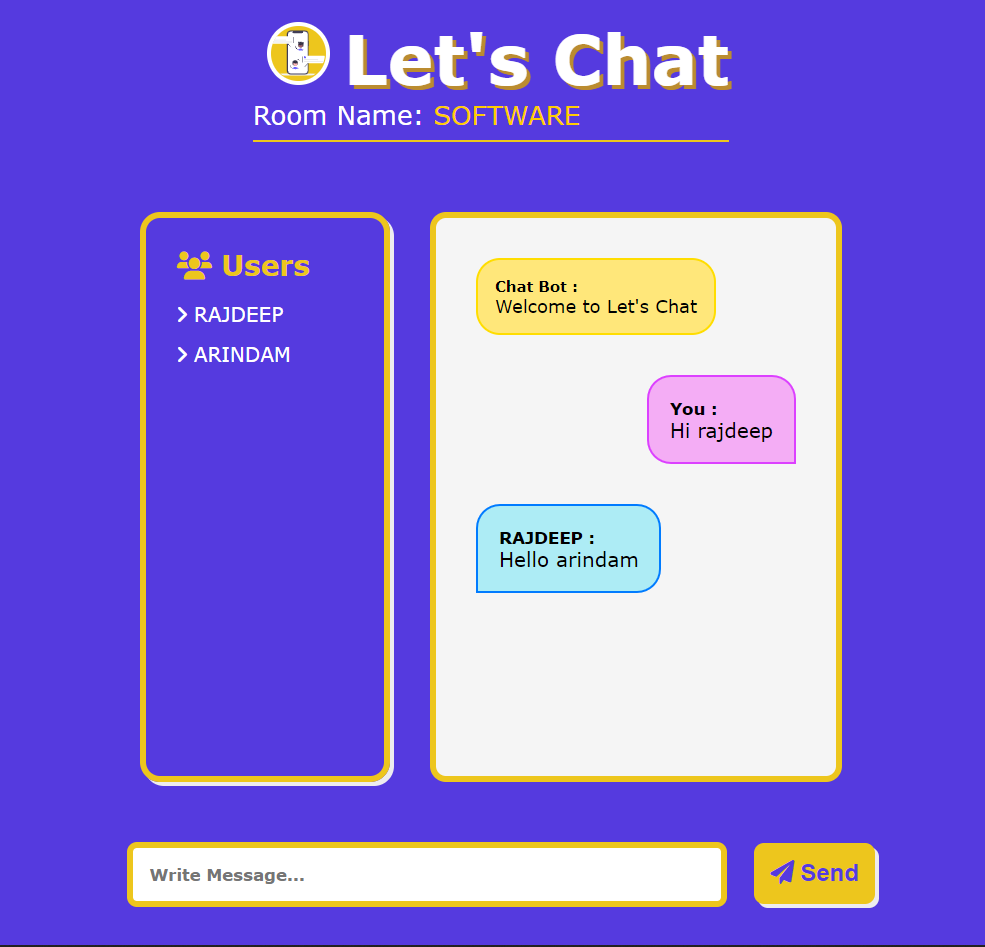 Let's Chat
Room Name: SOFTWARE
Users
RAJDEEP
ARINDAM
Chat Bot :
Welcome to Let's Chat
You :
Hi rajdeep
RAJDEEP :
Hello arindam
Write Message...
Send